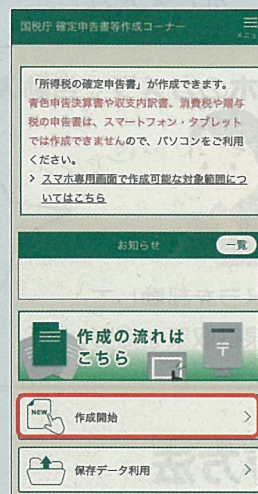 国税庁 確定申告書等作成コーナー
メニュー
「所得税の確定申告書」が作成できます。
青色申告決算書や収支内訳書、消費税や贈与
税の申告書は、スマートフォン・タブレット
では作成できませんので、パソコンをご利用
ください。
> スマホ専用画面で作成可能な対象範囲につ
いてはこちら
お知らせ
一覧
作成の流れは
こちら
〒
NEW
作成開始
保存データ利用